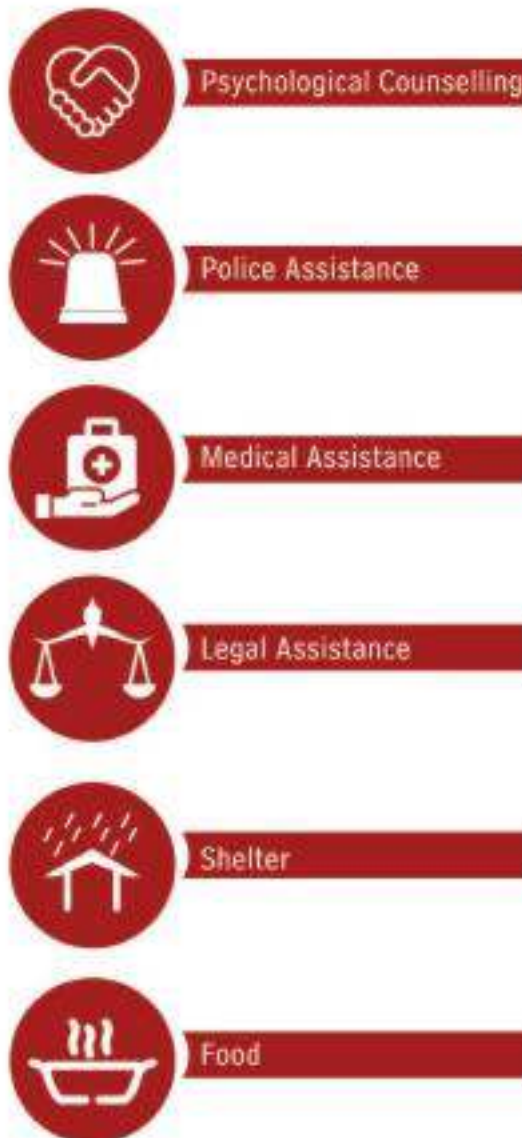 Psychological Counselling
Police Assistance
Medical Assistance
Legal Assistance
Shelter
Food